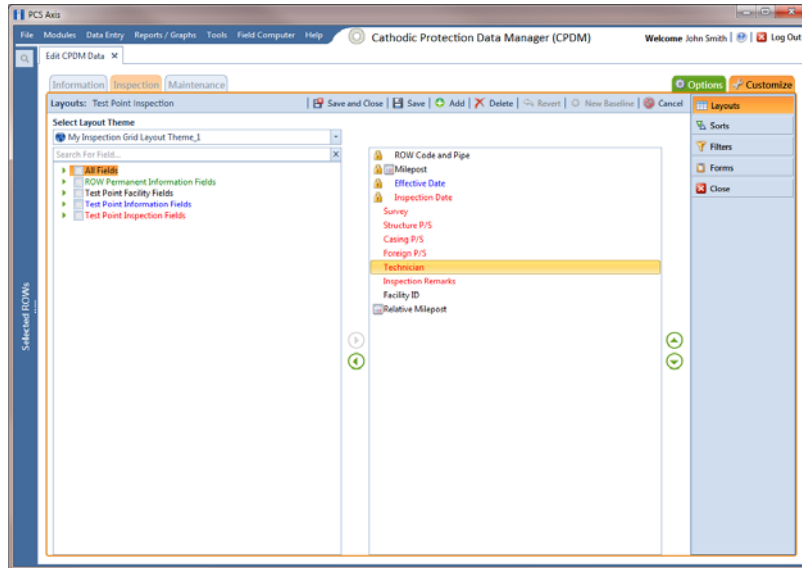 PCS Axis
File Modules Data Entry Reports / Graphs Tools Field Computer Help
Cathodic Protection Data Manager (CPDM)
Welcome John Smith | Log Out
Edit CPDM Data X
Information Inspection Maintenance
Options Customize
Layouts: Test Point Inspection | Save and Close | Save | Add | Delete | Revert | New Baseline | Cancel
Layouts
Sorts
Filters
Forms
Close
Select Layout Theme
My Inspection Grid Layout Theme_1
Search For Field... X
All Fields
ROW Permanent Information Fields
Test Point Facility Fields
Test Point Information Fields
Test Point Inspection Fields
ROW Code and Pipe
Milepost
Effective Date
Inspection Date
Survey
Structure P/S
Casing P/S
Foreign P/S
Technician
Inspection Remarks
Facility ID
Relative Milepost
Selected ROWs